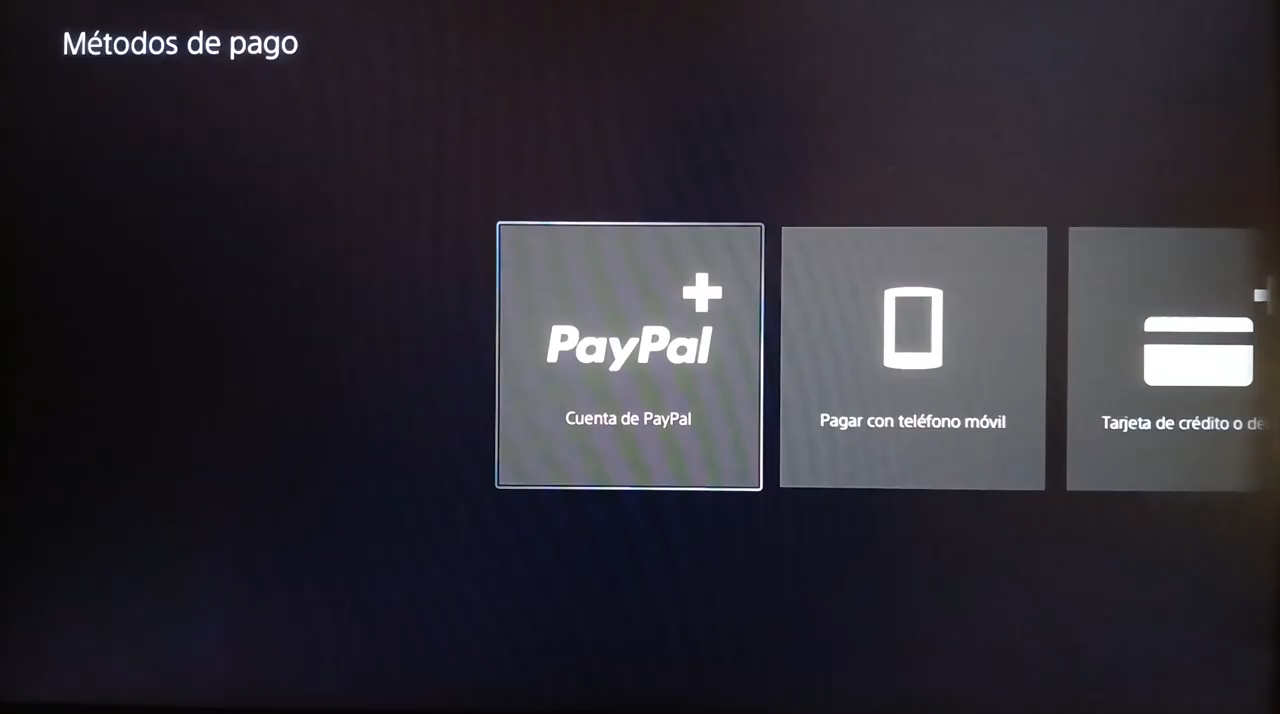 Métodos de pago
PayPal
Cuenta de PayPal
Pagar con teléfono móvil
Tarjeta de crédito o